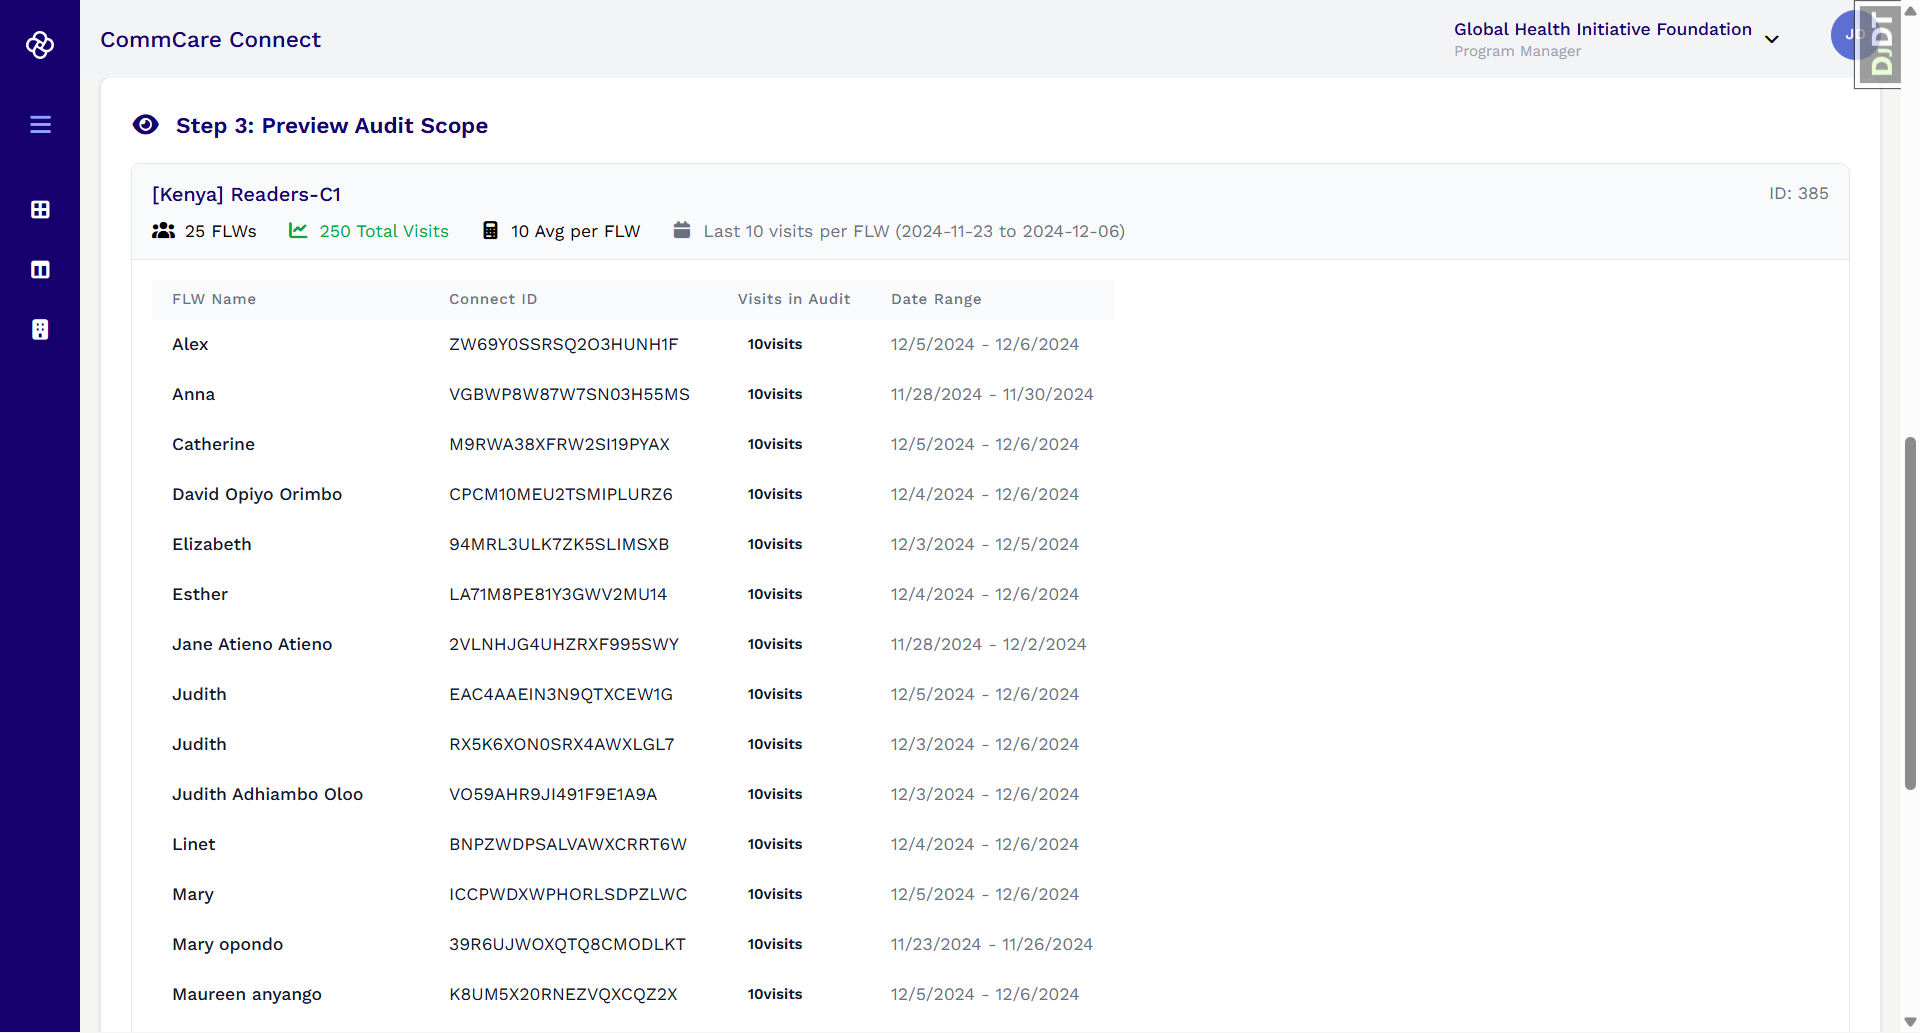 CommCare Connect
Global Health Initiative Foundation
Program Manager
DjDT
Step 3: Preview Audit Scope
[Kenya] Readers-C1
ID: 385
25 FLWs 250 Total Visits 10 Avg per FLW Last 10 visits per FLW (2024-11-23 to 2024-12-06)
FLW Name Connect ID Visits in Audit Date Range
Alex ZW69Y0SSRSQ2O3HUNH1F 10visits 12/5/2024 - 12/6/2024
Anna VGBWP8W87W7SN03H55MS 10visits 11/28/2024 - 11/30/2024
Catherine M9RWA38XFRW2SI19PYAX 10visits 12/5/2024 - 12/6/2024
David Opiyo Orimbo CPCM10MEU2TSMIPLURZ6 10visits 12/4/2024 - 12/6/2024
Elizabeth 94MRL3ULK7ZK5SLIMSXB 10visits 12/3/2024 - 12/5/2024
Esther LA71M8PE81Y3GWV2MU14 10visits 12/4/2024 - 12/6/2024
Jane Atieno Atieno 2VLNHJG4UHZRXF995SWY 10visits 11/28/2024 - 12/2/2024
Judith EAC4AAEIN3N9QTXCEW1G 10visits 12/5/2024 - 12/6/2024
Judith RX5K6XON0SRX4AWXLGL7 10visits 12/3/2024 - 12/6/2024
Judith Adhiambo Oloo VO59AHR9JI491F9E1A9A 10visits 12/3/2024 - 12/6/2024
Linet BNPZWDPSALVAWXCRRT6W 10visits 12/4/2024 - 12/6/2024
Mary ICCPWDXWPHORLSDPZLWC 10visits 12/5/2024 - 12/6/2024
Mary opondo 39R6UJWOXQTQ8CMODLKT 10visits 11/23/2024 - 11/26/2024
Maureen anyango K8UM5X20RNEZVQXCQZ2X 10visits 12/5/2024 - 12/6/2024